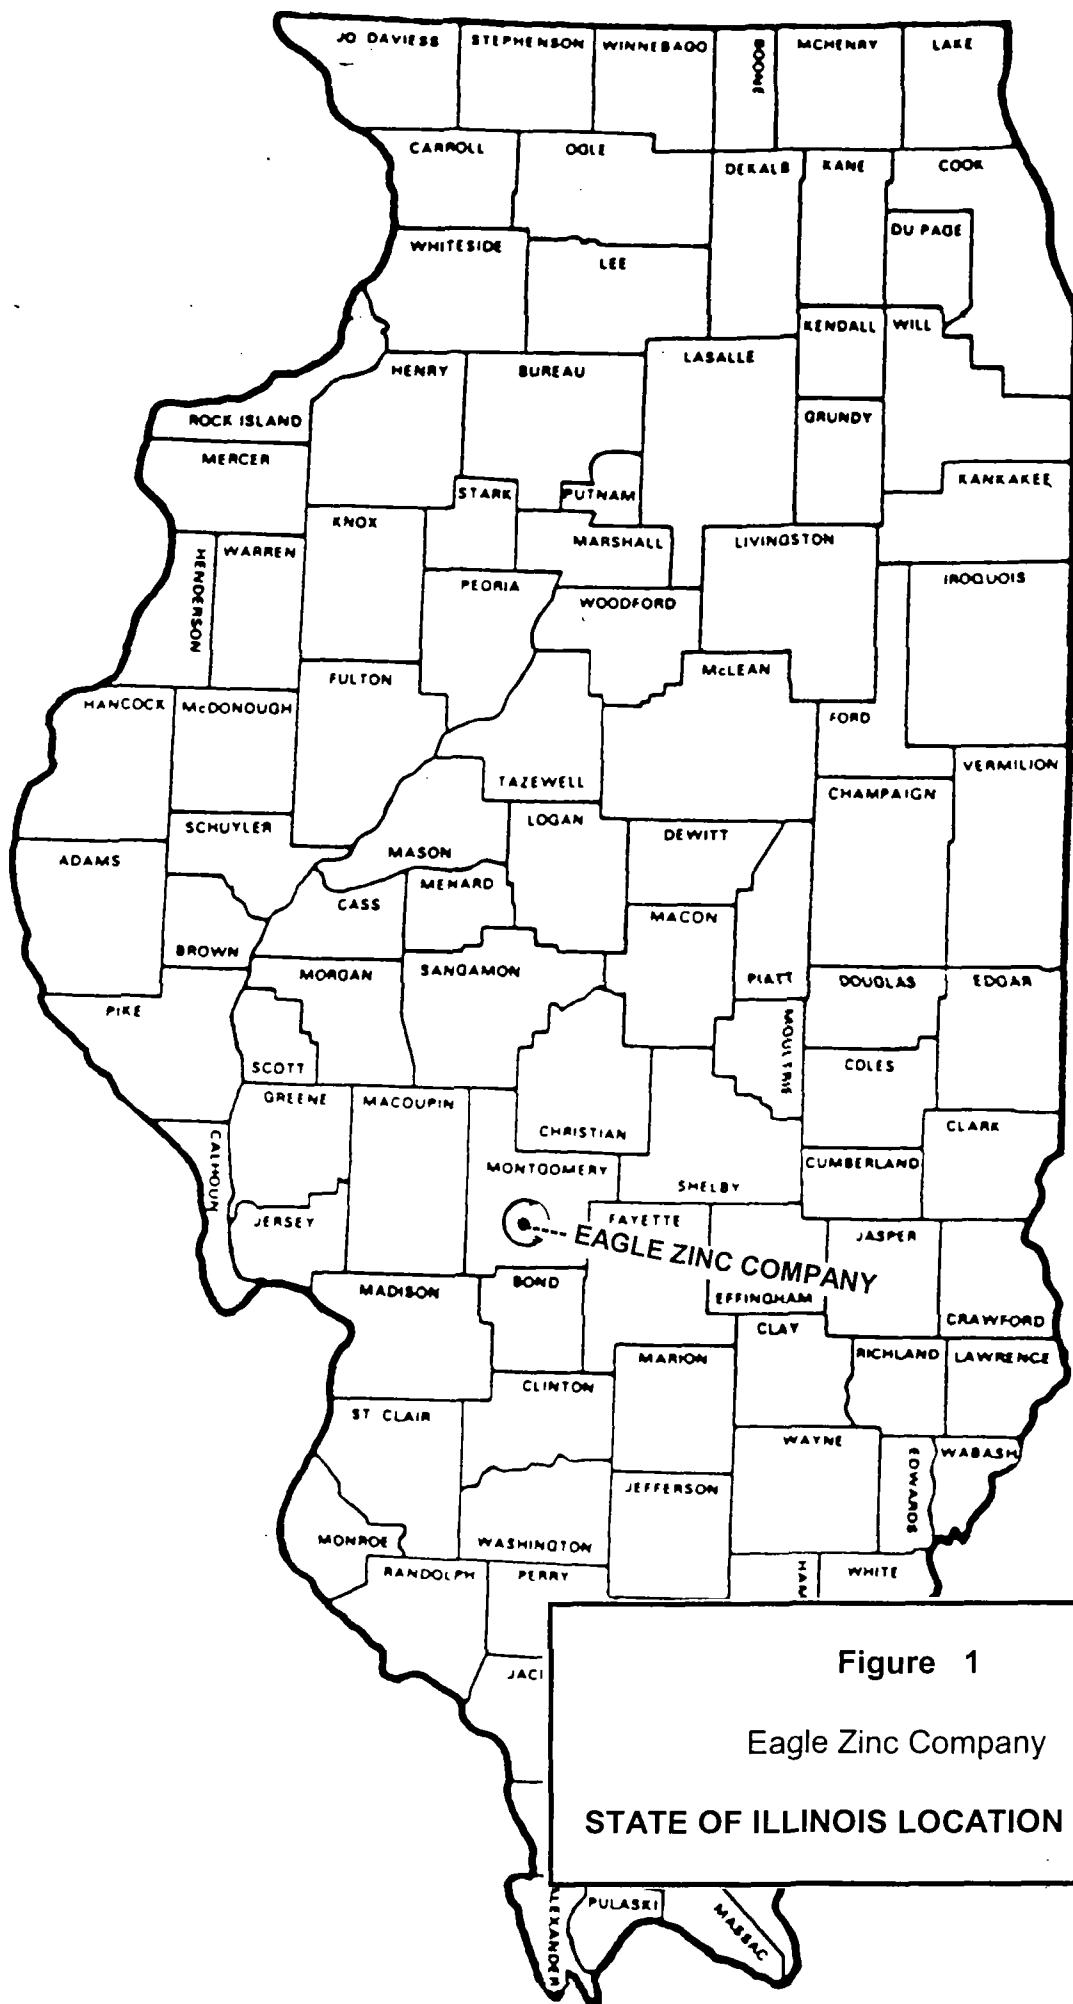 JO DAVIESS
STEPHENSON
WINNEBAGO
BOONE
MCHENRY
LAKE
CARROLL
OGLE
DEKALB
KANE
COOK
DU PAGE
WHITESIDE
LEE
KENDALL
WILL
LASALLE
HENRY
BUREAU
ROCK ISLAND
GRUNDY
MERCER
KANKAKEE
STARK
PUTNAM
KNOX
MARSHALL
LIVINGSTON
HENDERSON
WARREN
PEORIA
IROQUOIS
WOODFORD
McLEAN
FULTON
HANCOCK
McDONOUGH
FORD
VERMILION
TAZEWELL
CHAMPAIGN
LOGAN
SCHUYLER
DEWITT
ADAMS
MASON
MENARD
CASS
MACON
BROWN
MORGAN
SANGAMON
PIATT
DOUGLAS
EDGAR
PIKE
MOULTRIE
SCOTT
COLES
GREENE
MACOUPIN
CHRISTIAN
CLARK
CALHOUN
MONTGOMERY
CUMBERLAND
SHELBY
JERSEY
FAYETTE
EAGLE ZINC COMPANY
JASPER
MADISON
BOND
EFFINGHAM
CRAWFORD
CLAY
MARION
RICHLAND
LAWRENCE
CLINTON
ST CLAIR
WAYNE
EDWARDS
WABASH
JEFFERSON
MONROE
WASHINGTON
RANDOLPH
PERRY
HAM
WHITE
JACI
Figure 1
Eagle Zinc Company
STATE OF ILLINOIS LOCATION
ALEXANDER
PULASKI
MASSAC